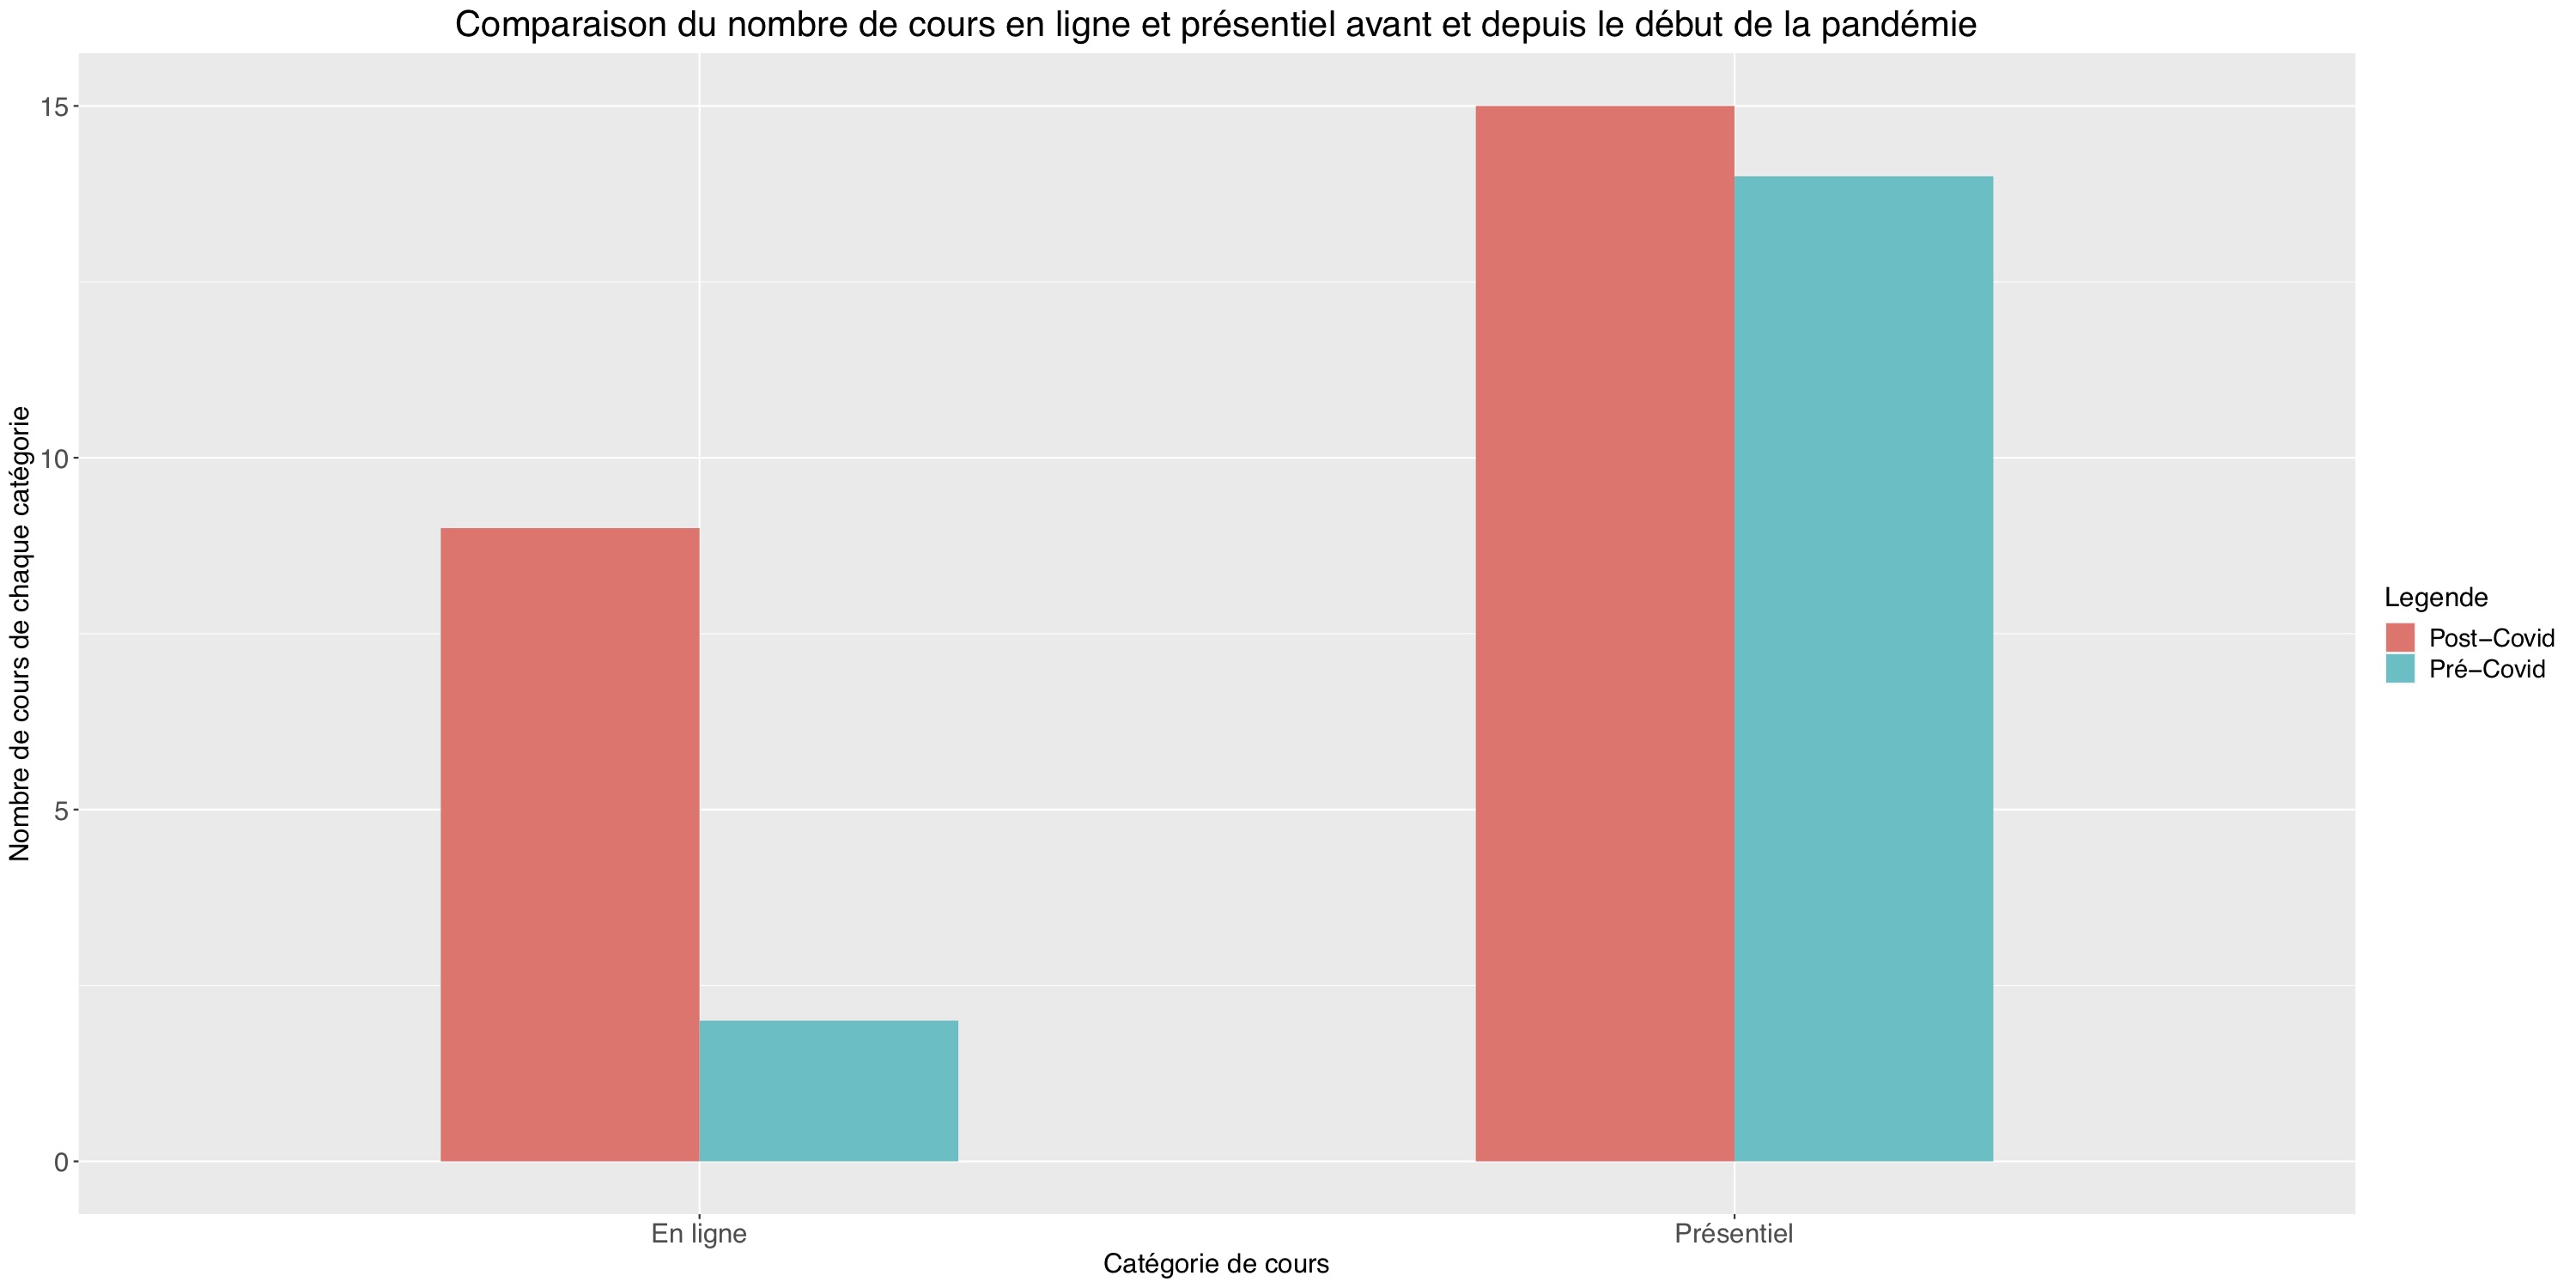 Comparaison du nombre de cours en ligne et présentiel avant et depuis le début de la pandémie
Nombre de cours de chaque catégorie
15
10
5
0
En ligne
Présentiel
Catégorie de cours
Legende
Post−Covid
Pré−Covid